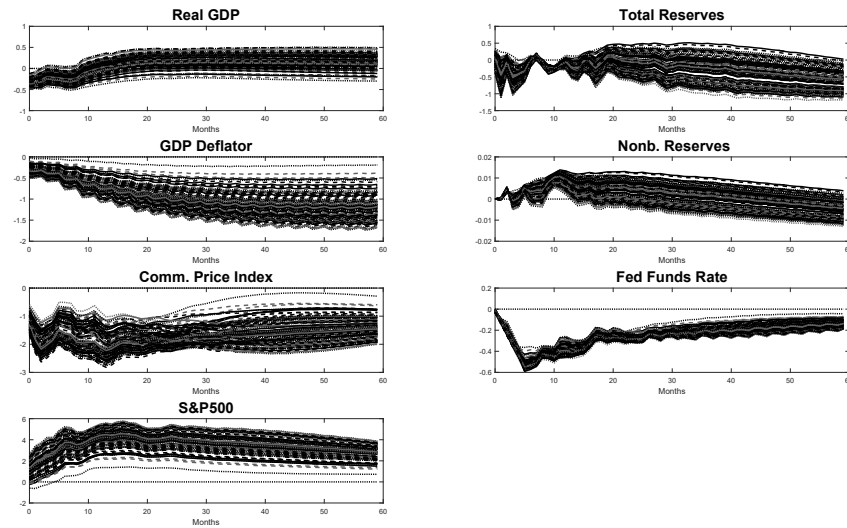 Real GDP
1
0.5
0
-0.5
-1
0 10 20 30 40 50 60
Months
Total Reserves
1
0.5
0
-0.5
-1
-1.5
0 10 20 30 40 50 60
Months
GDP Deflator
0
-0.5
-1
-1.5
-2
0 10 20 30 40 50 60
Months
Nonb. Reserves
0.02
0.01
0
-0.01
-0.02
0 10 20 30 40 50 60
Months
Comm. Price Index
0
-1
-2
-3
0 10 20 30 40 50 60
Months
Fed Funds Rate
0.2
0
-0.2
-0.4
-0.6
0 10 20 30 40 50 60
Months
S&P500
6
4
2
0
-2
0 10 20 30 40 50 60
Months